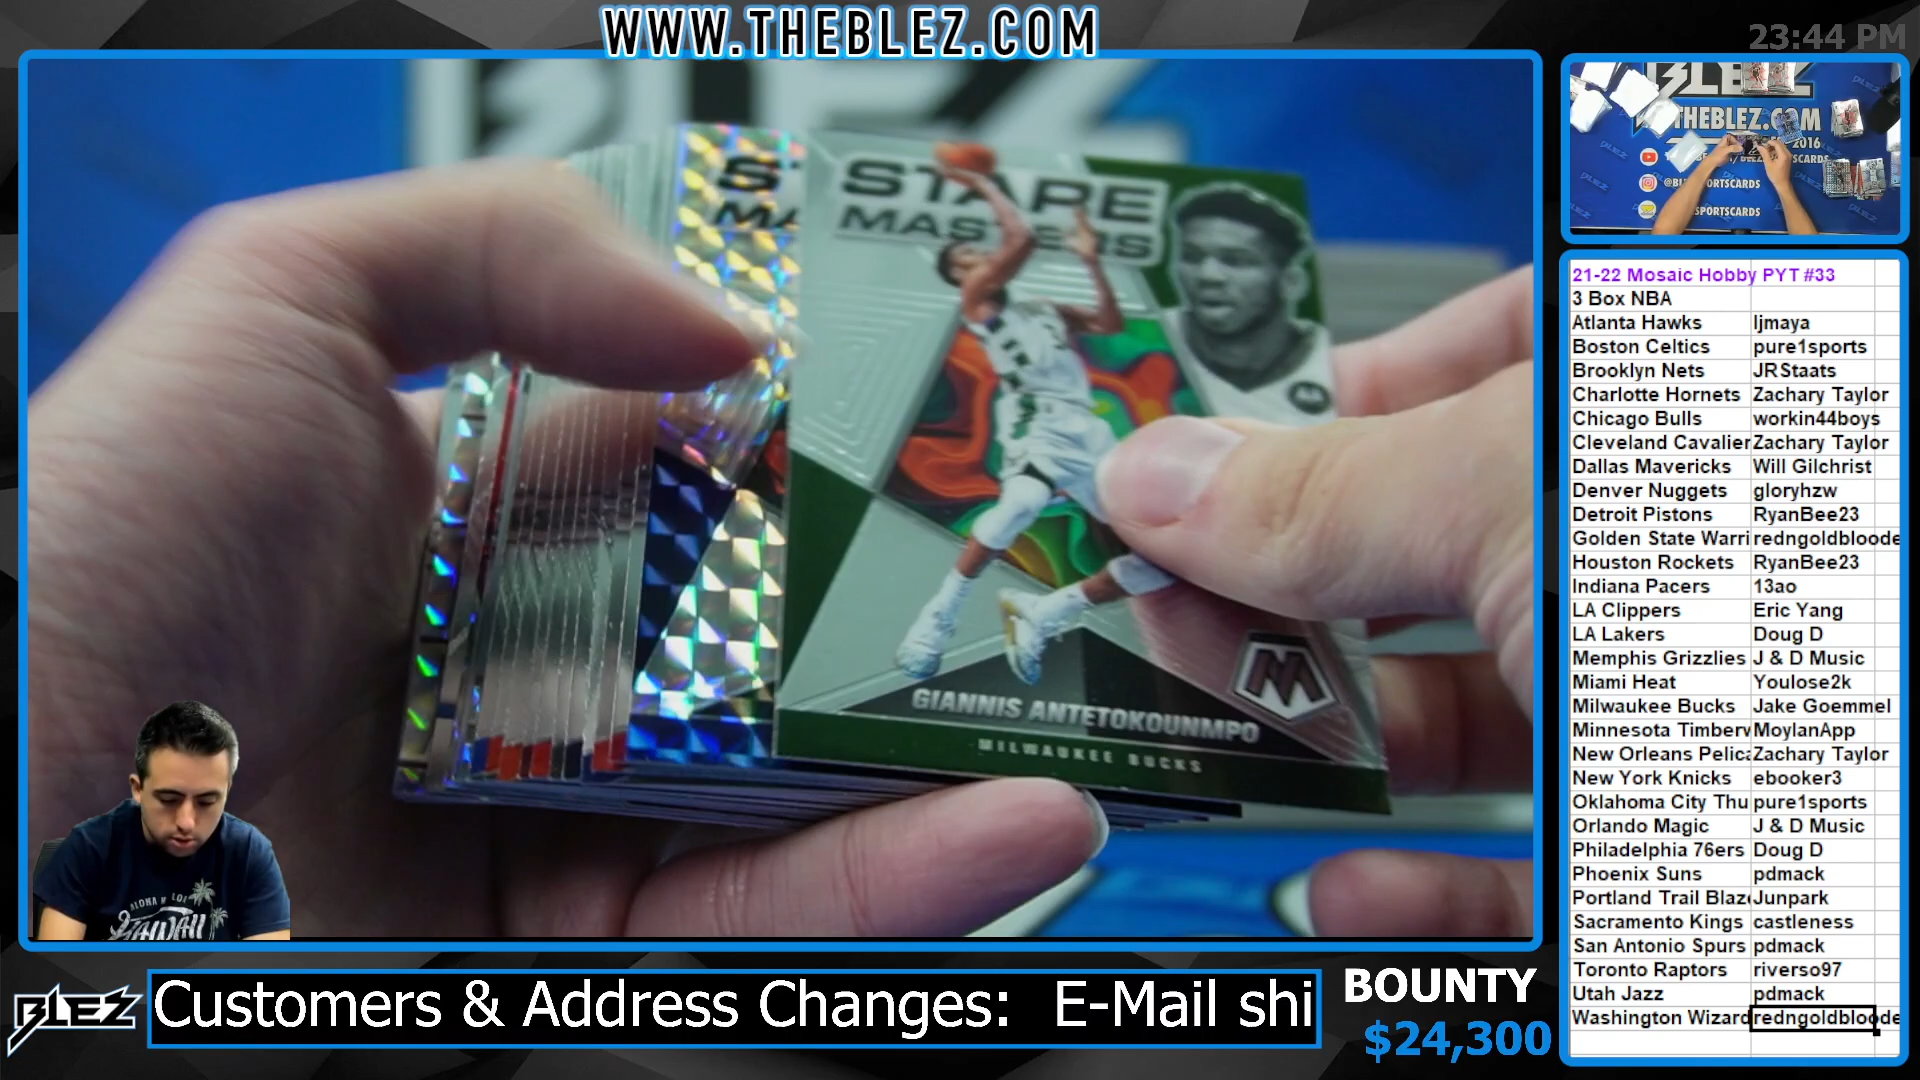 WWW.THEBLEZ.COM
23:44 PM
STARE
MASTERS
GIANNIS ANTETOKOUNMPO
MILWAUKEE BUCKS
THEBLEZ.COM
2016
SPORTSCARDS
21-22 Mosaic Hobby PYT #33
3 Box NBA
Atlanta Hawks ljmaya
Boston Celtics pure1sports
Brooklyn Nets JRStaats
Charlotte Hornets Zachary Taylor
Chicago Bulls workin44boys
Cleveland Cavalier Zachary Taylor
Dallas Mavericks Will Gilchrist
Denver Nuggets gloryhzw
Detroit Pistons RyanBee23
Golden State Warri redngoldbloode
Houston Rockets RyanBee23
Indiana Pacers 13ao
LA Clippers Eric Yang
LA Lakers Doug D
Memphis Grizzlies J & D Music
Miami Heat Youlose2k
Milwaukee Bucks Jake Goemmel
Minnesota Timberv MoylanApp
New Orleans Pelica Zachary Taylor
New York Knicks ebooker3
Oklahoma City Thu pure1sports
Orlando Magic J & D Music
Philadelphia 76ers Doug D
Phoenix Suns pdmack
Portland Trail Blaz Junpark
Sacramento Kings castleness
San Antonio Spurs pdmack
Toronto Raptors riverso97
Utah Jazz pdmack
Washington Wizard redngoldbloode
BLEZ
Customers & Address Changes: E-Mail shi
BOUNTY
$24,300